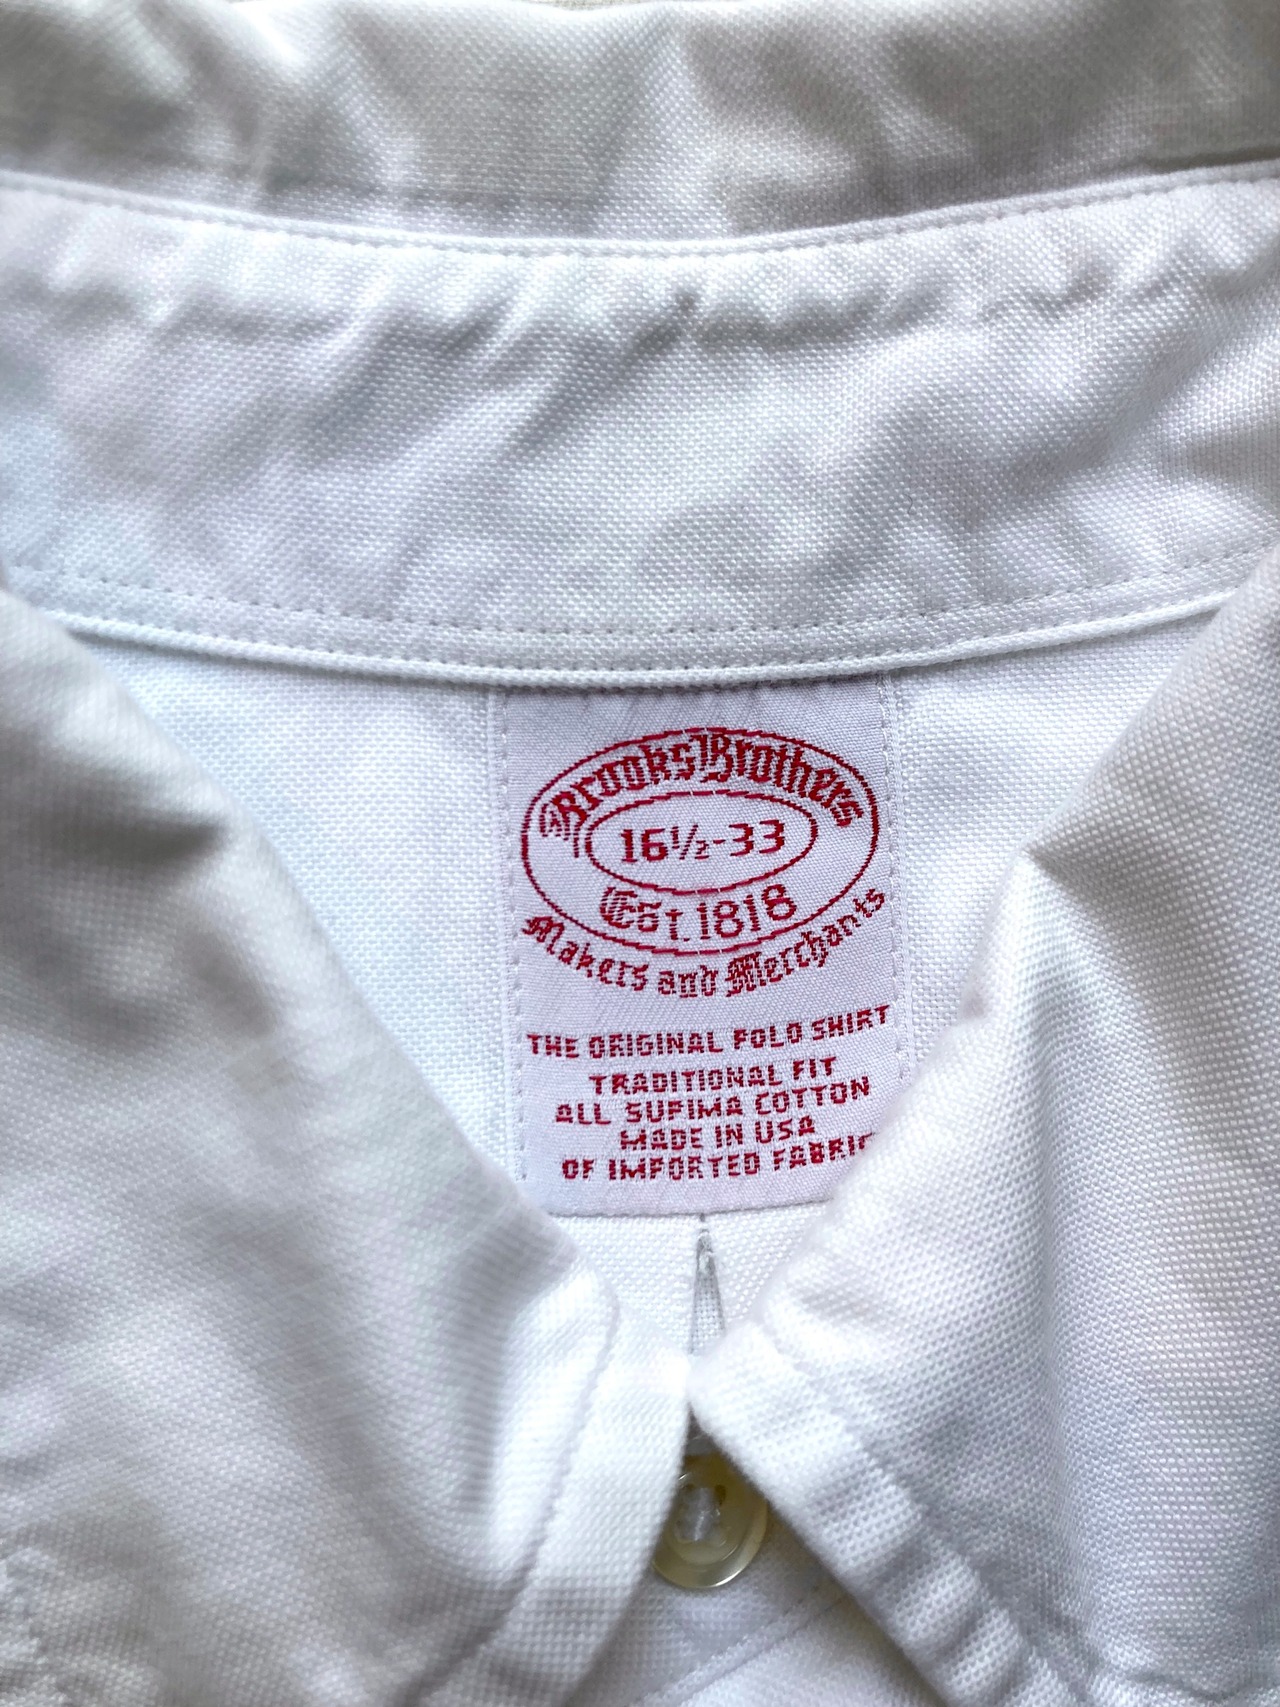 Brooks Brothers
16½-33
Est. 1818
Makers and Merchants
THE ORIGINAL POLO SHIRT
TRADITIONAL FIT
ALL SUPIMA COTTON
MADE IN USA
OF IMPORTED FABRIC